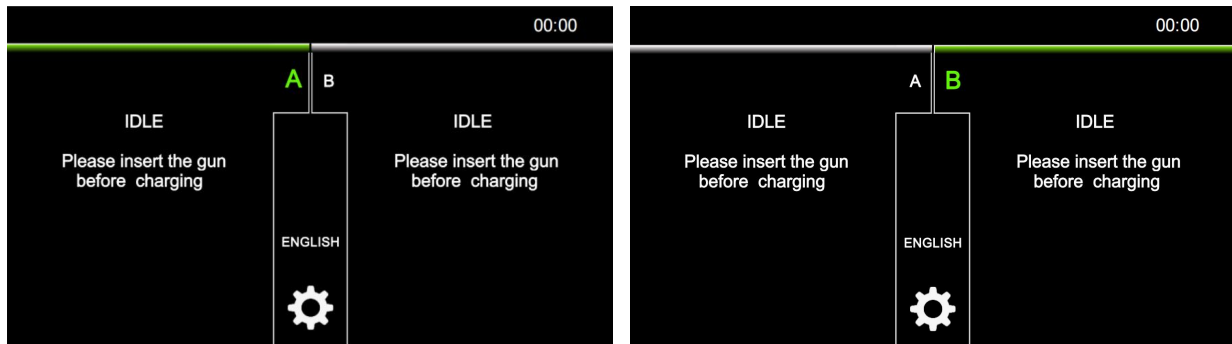 00:00
A B
IDLE
Please insert the gun
before charging
IDLE
Please insert the gun
before charging
ENGLISH
00:00
A B
IDLE
Please insert the gun
before charging
IDLE
Please insert the gun
before charging
ENGLISH